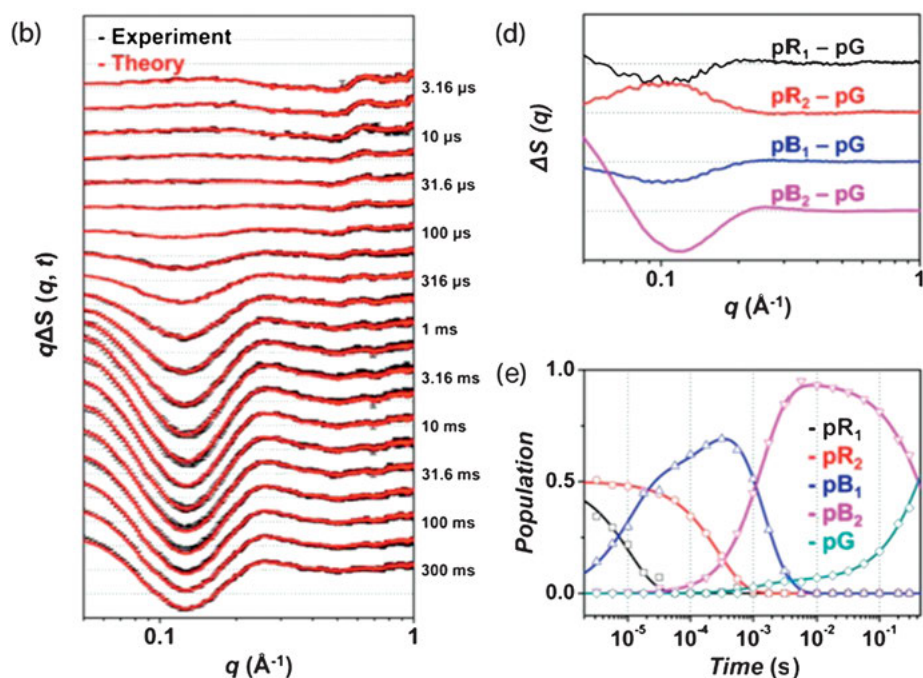 (b)
- Experiment
- Theory
3.16 µs
10 µs
31.6 µs
100 µs
316 µs
1 ms
3.16 ms
10 ms
31.6 ms
100 ms
300 ms
qΔS (q, t)
0.1 1
q (Å⁻¹)
(d)
pR₁ – pG
pR₂ – pG
pB₁ – pG
pB₂ – pG
ΔS (q)
0.1 1
q (Å⁻¹)
(e)
1.0
0.5
0.0
Population
- pR₁
- pR₂
- pB₁
- pB₂
- pG
10⁻⁵ 10⁻⁴ 10⁻³ 10⁻² 10⁻¹
Time (s)